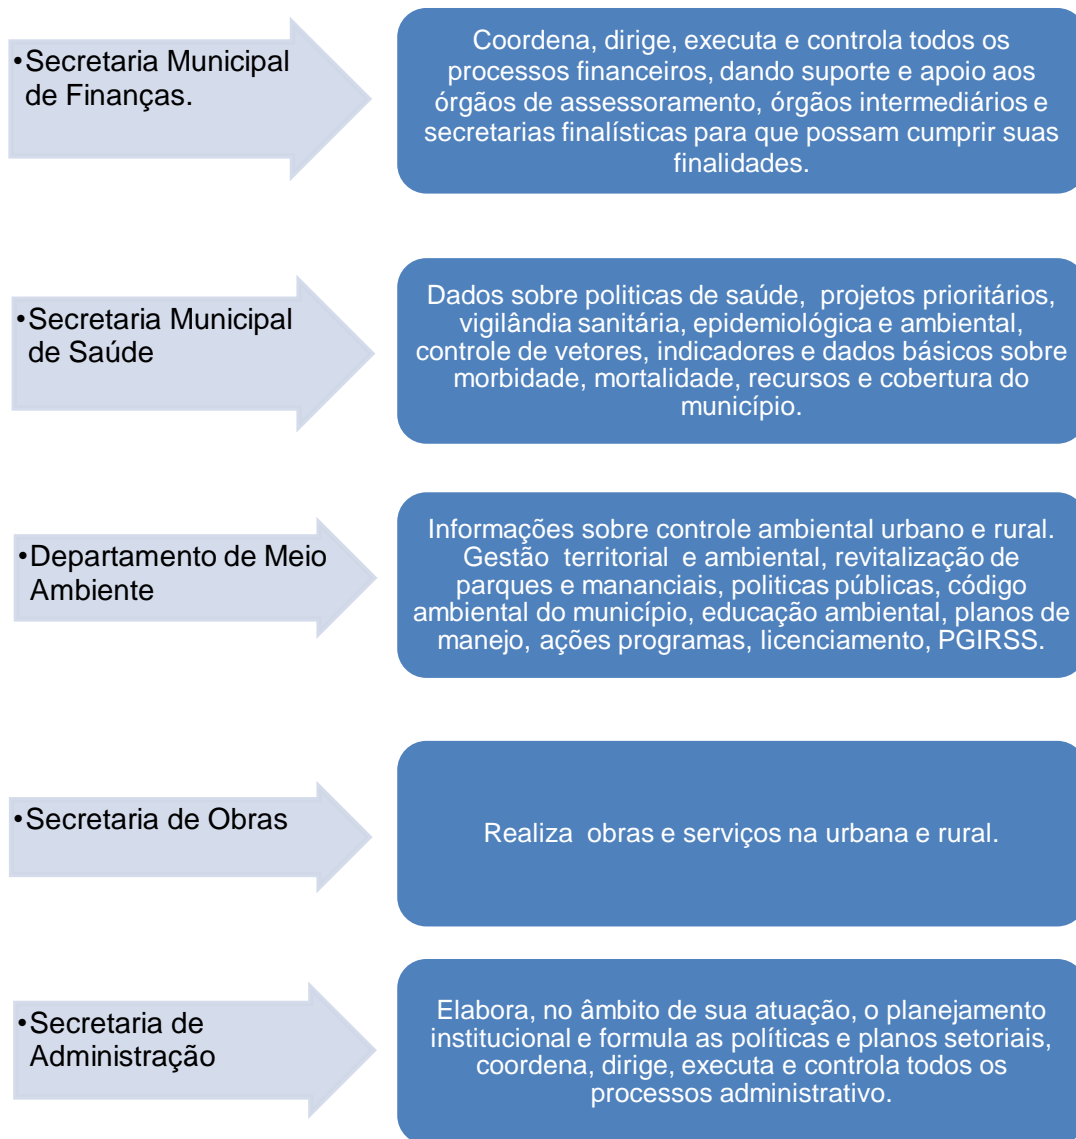 •Secretaria Municipal
de Finanças.
Coordena, dirige, executa e controla todos os
processos financeiros, dando suporte e apoio aos
órgãos de assessoramento, órgãos intermediários e
secretarias finalísticas para que possam cumprir suas
finalidades.
•Secretaria Municipal
de Saúde
Dados sobre politicas de saúde, projetos prioritários,
vigilândia sanitária, epidemiológica e ambiental,
controle de vetores, indicadores e dados básicos sobre
morbidade, mortalidade, recursos e cobertura do
município.
•Departamento de Meio
Ambiente
Informações sobre controle ambiental urbano e rural.
Gestão territorial e ambiental, revitalização de
parques e mananciais, politicas públicas, código
ambiental do município, educação ambiental, planos de
manejo, ações programas, licenciamento, PGIRSS.
•Secretaria de Obras
Realiza obras e serviços na urbana e rural.
•Secretaria de
Administração
Elabora, no âmbito de sua atuação, o planejamento
institucional e formula as políticas e planos setoriais,
coordena, dirige, executa e controla todos os
processos administrativo.